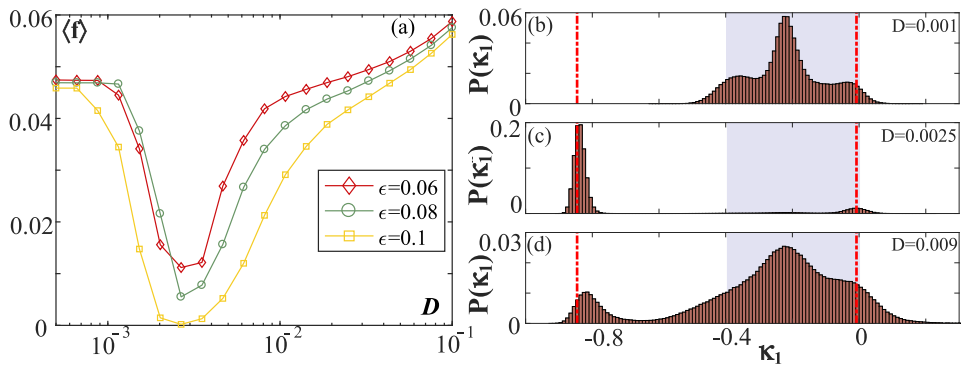 ⟨f⟩
(a)
0.06
0.04
0.02
0
ϵ=0.06
ϵ=0.08
ϵ=0.1
D
10⁻³
10⁻²
10⁻¹
(b)
D=0.001
0.06
0
P(κ₁)
(c)
D=0.0025
0.2
0
P(κ₁)
(d)
D=0.009
0.03
0
P(κ₁)
-0.8
-0.4
0
κ₁